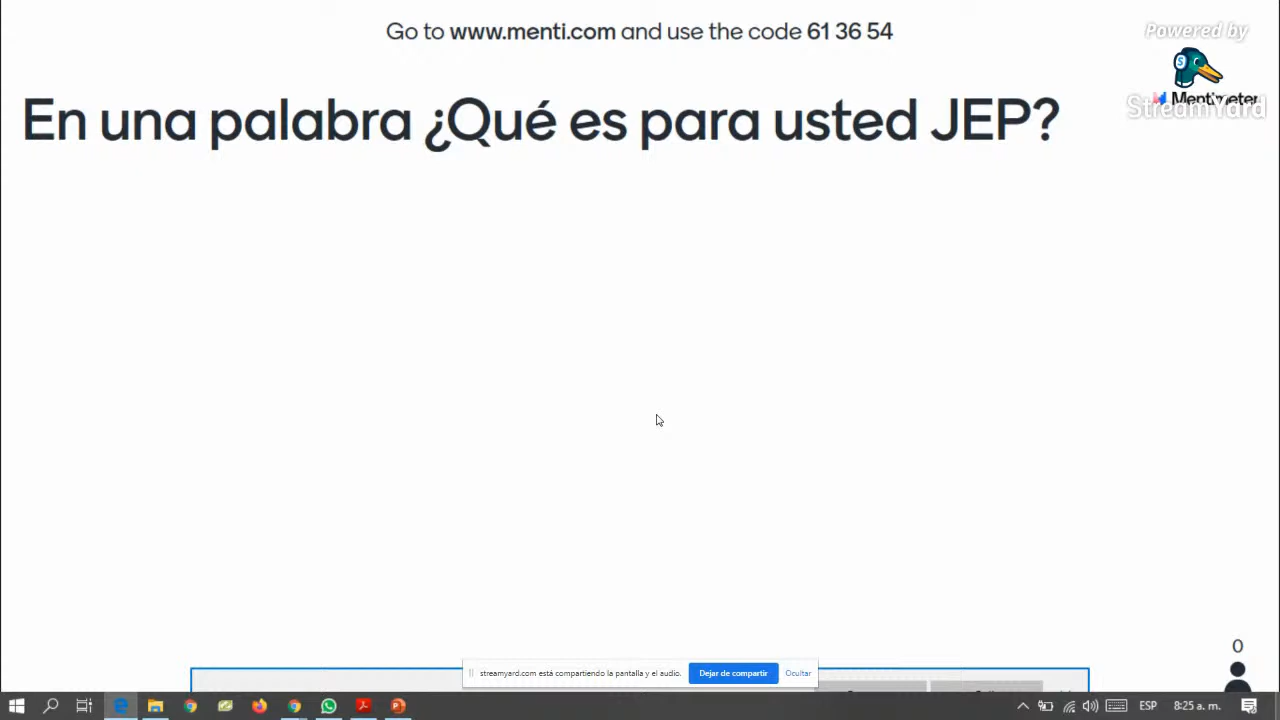 Go to www.menti.com and use the code 61 36 54
Powered by
Mentimeter
StreamYard
En una palabra ¿Qué es para usted JEP?
0
streamyard.com está compartiendo la pantalla y el audio.
Dejar de compartir
Ocultar
ESP
8:25 a. m.